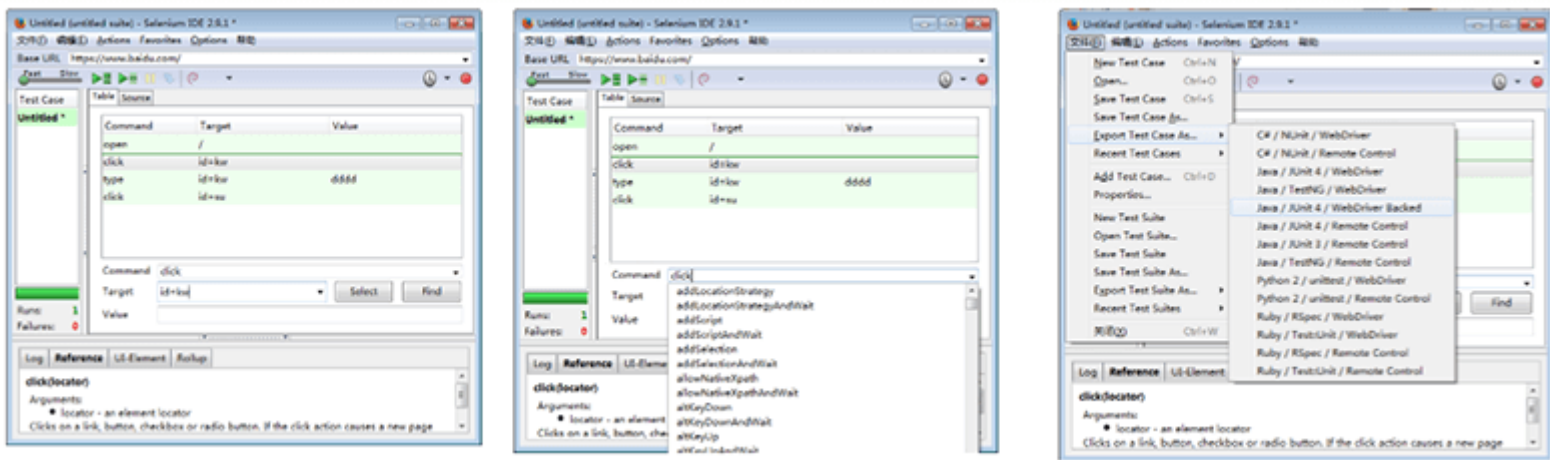 Untitled (untitled suite) - Selenium IDE 2.9.1 *
文件(F) 编辑(E) Actions Favorites Options 帮助
Base URL https://www.baidu.com/
Fast Slow
Test Case
Untitled *
Table Source
Command Target Value
open /
click id=kw
type id=kw dddd
click id=su
Command click
Target id=kw Select Find
Value
Runs: 1
Failures: 0
Log Reference UI-Element Rollup
click(locator)
Arguments:
• locator - an element locator
Clicks on a link, button, checkbox or radio button. If the click action causes a new page
Untitled (untitled suite) - Selenium IDE 2.9.1 *
文件(F) 编辑(E) Actions Favorites Options 帮助
Base URL https://www.baidu.com/
Fast Slow
Test Case
Untitled *
Table Source
Command Target Value
open /
click id=kw
type id=kw dddd
click id=su
Command click
Target
Value
addLocationStrategy
addLocationStrategyAndWait
addScript
addScriptAndWait
addSelection
addSelectionAndWait
allowNativeXpath
allowNativeXpathAndWait
altKeyDown
altKeyDownAndWait
altKeyUp
altKeyUpAndWait
Runs: 1
Failures: 0
Log Reference UI-Eleme
click(locator)
Arguments:
• locator - an element
Clicks on a link, button, che
Untitled (untitled suite) - Selenium IDE 2.9.1 *
文件(F) 编辑(E) Actions Favorites Options 帮助
New Test Case Ctrl+N
Open... Ctrl+O
Save Test Case Ctrl+S
Save Test Case As...
Export Test Case As...
Recent Test Cases
Add Test Case... Ctrl+D
Properties...
New Test Suite
Open Test Suite...
Save Test Suite
Save Test Suite As...
Export Test Suite As...
Recent Test Suites
关闭(X) Ctrl+W
C# / NUnit / WebDriver
C# / NUnit / Remote Control
Java / JUnit 4 / WebDriver
Java / TestNG / WebDriver
Java / JUnit 4 / WebDriver Backed
Java / JUnit 4 / Remote Control
Java / JUnit 3 / Remote Control
Java / TestNG / Remote Control
Python 2 / unittest / WebDriver
Python 2 / unittest / Remote Control
Ruby / RSpec / WebDriver
Ruby / Test::Unit / WebDriver
Ruby / RSpec / Remote Control
Ruby / Test::Unit / Remote Control
Find
Log Reference UI-Element
click(locator)
Arguments:
• locator - an element locator
Clicks on a link, button, checkbox or radio button. If the click action causes a new page